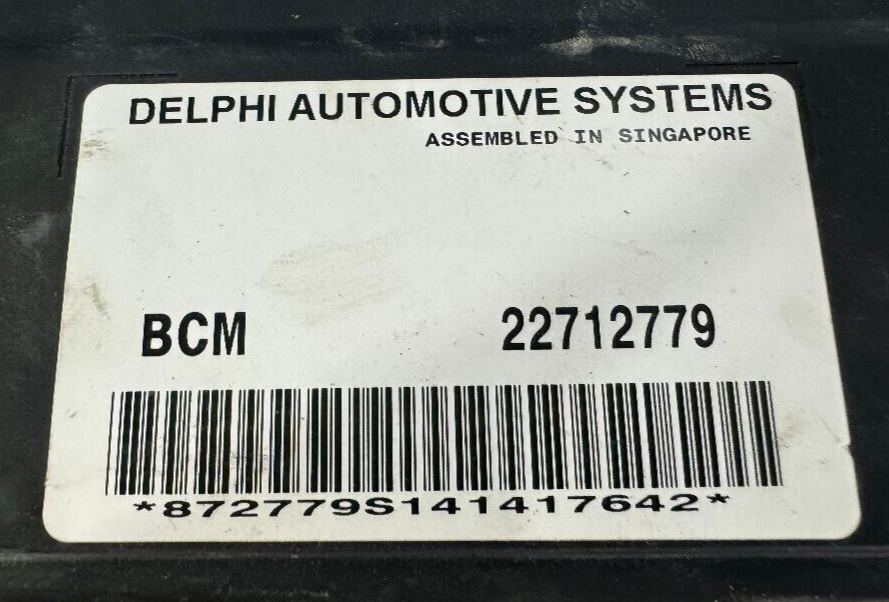 DELPHI AUTOMOTIVE SYSTEMS
ASSEMBLED IN SINGAPORE
BCM 22712779
*872779S141417642*